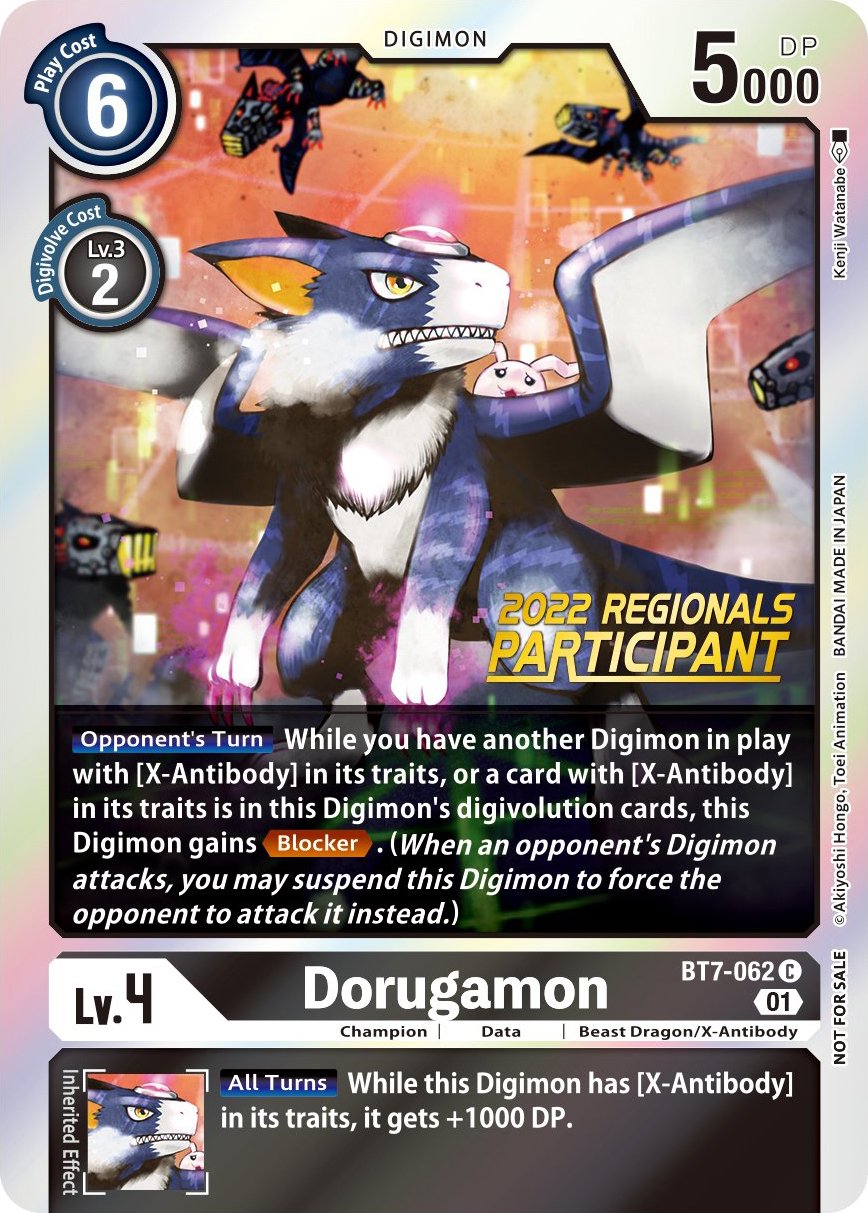 DIGIMON
Play Cost
6
DP
5000
Digivolve Cost
Lv.3
2
Kenji Watanabe
2022 REGIONALS
PARTICIPANT
Opponent's Turn While you have another Digimon in play
with [X-Antibody] in its traits, or a card with [X-Antibody]
in its traits is in this Digimon's digivolution cards, this
Digimon gains Blocker. (When an opponent's Digimon
attacks, you may suspend this Digimon to force the
opponent to attack it instead.)
©Akiyoshi Hongo, Toei Animation BANDAI MADE IN JAPAN
Lv.4
Dorugamon
BT7-062 C
01
Champion | Data | Beast Dragon/X-Antibody
NOT FOR SALE
Inherited Effect
All Turns While this Digimon has [X-Antibody]
in its traits, it gets +1000 DP.